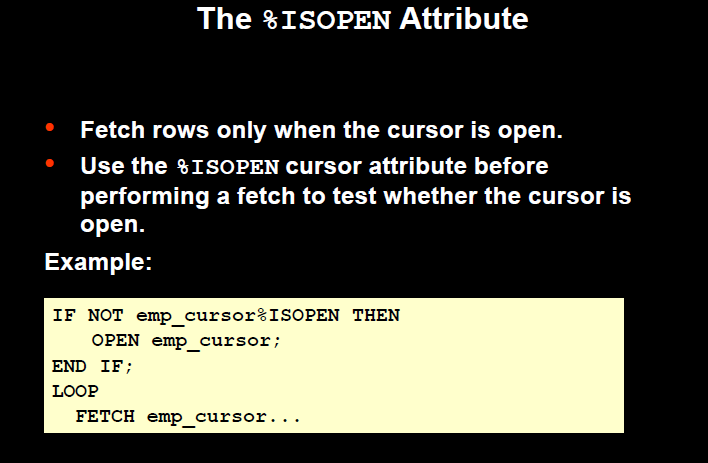 The %ISOPEN Attribute
• Fetch rows only when the cursor is open.
• Use the %ISOPEN cursor attribute before
performing a fetch to test whether the cursor is
open.
Example:
IF NOT emp_cursor%ISOPEN THEN
OPEN emp_cursor;
END IF;
LOOP
FETCH emp_cursor...